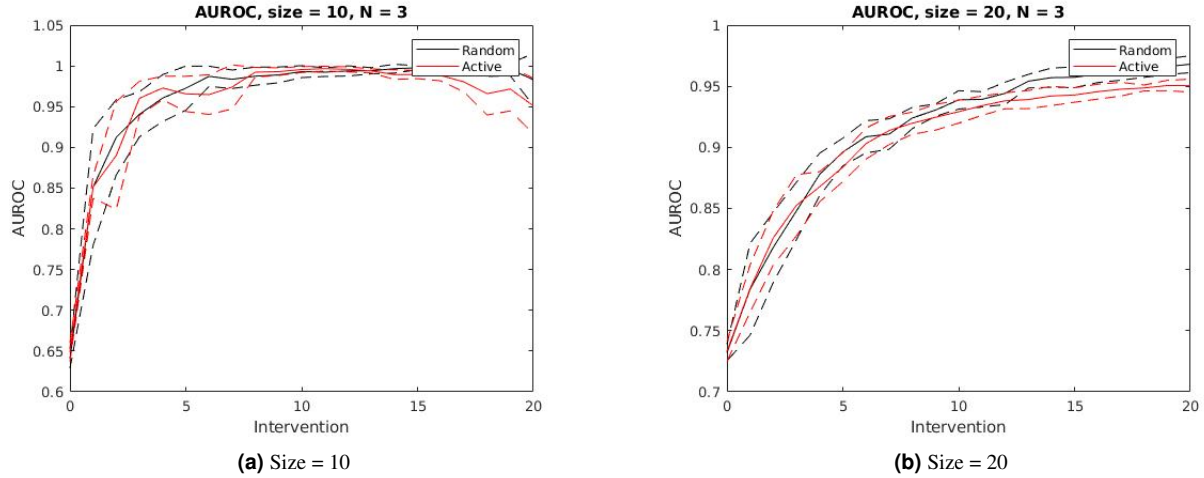 AUROC, size = 10, N = 3
1.05
1
0.95
0.9
0.85
0.8
0.75
0.7
0.65
0.6
AUROC
Random
Active
0
5
10
15
20
Intervention
(a) Size = 10
AUROC, size = 20, N = 3
1
0.95
0.9
0.85
0.8
0.75
0.7
AUROC
Random
Active
0
5
10
15
20
Intervention
(b) Size = 20